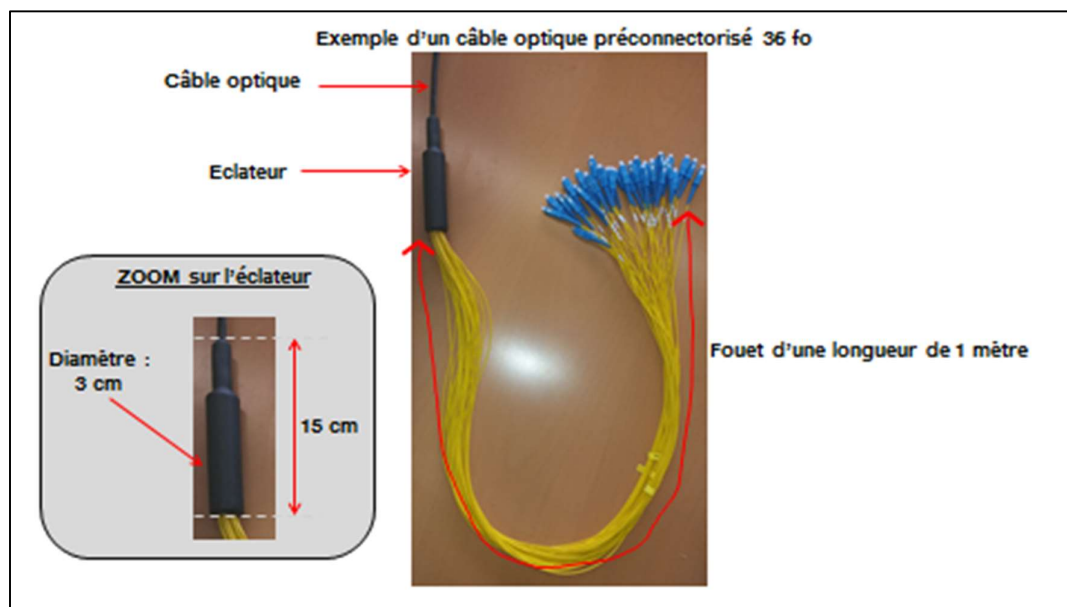 Exemple d'un câble optique préconnectorisé 36 fo
Câble optique
Eclateur
ZOOM sur l'éclateur
Diamètre :
3 cm
15 cm
Fouet d'une longueur de 1 mètre